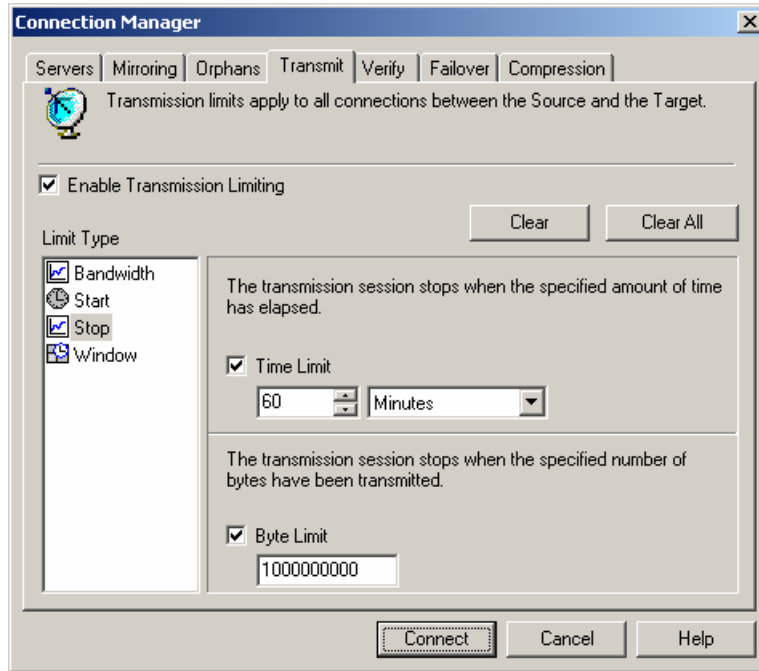 Connection Manager
Servers Mirroring Orphans Transmit Verify Failover Compression
Transmission limits apply to all connections between the Source and the Target.
Enable Transmission Limiting
Clear Clear All
Limit Type
Bandwidth
Start
Stop
Window
The transmission session stops when the specified amount of time
has elapsed.
Time Limit
60 Minutes
The transmission session stops when the specified number of
bytes have been transmitted.
Byte Limit
1000000000
Connect Cancel Help